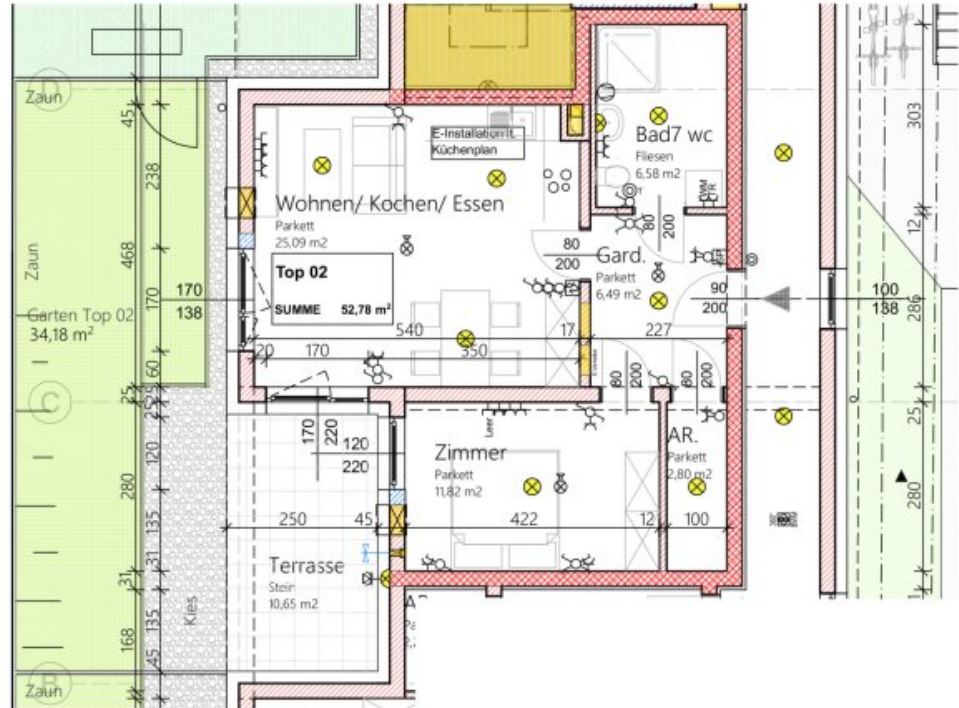 D
Zaun
45
238
468
170
60
25
25
25
120
280
135
31
31
135
168
45
Zaun
Garten Top 02
34,18 m²
C
B
Zaun
Kies
170
138
E-Installation lt.
Küchenplan
Wohnen/ Kochen/ Essen
Parkett
25,09 m2
Top 02
SUMME 52,78 m²
540
17
227
20
170
350
80
200
Bad7 wc
Fliesen
6,58 m2
WM
TR
80
200
Gard.
Parkett
6,49 m2
90
200
100
138
303
12
286
25
280
80
200
80
200
170
220
120
220
Leer
Zimmer
Parkett
11,82 m2
AR.
Parkett
2,80 m2
250
45
422
12
100
Terrasse
Stein
10,65 m2